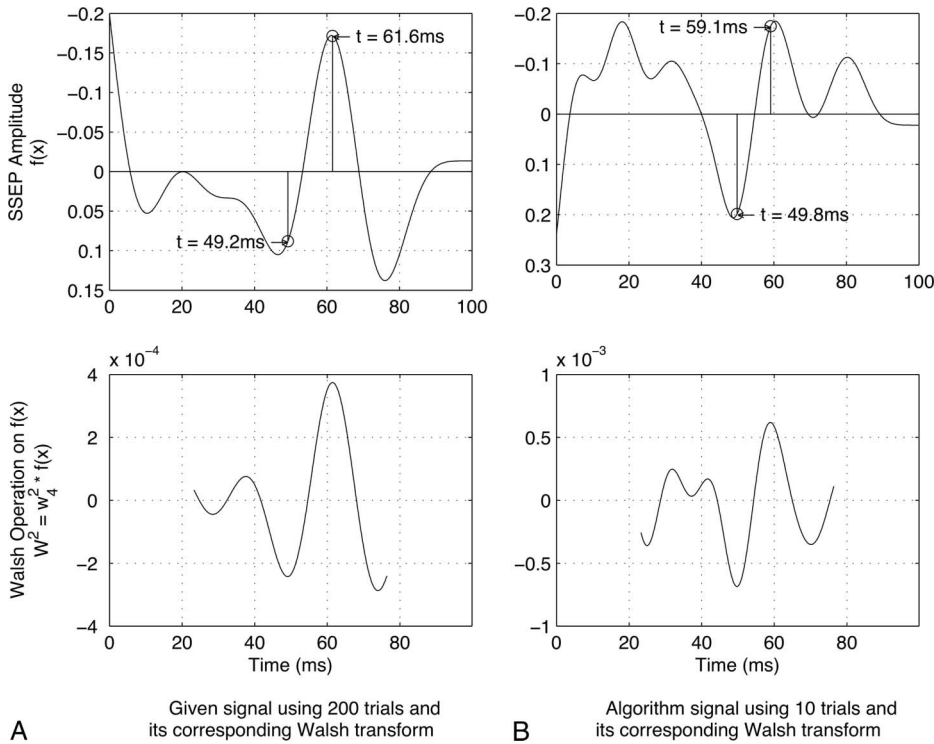 −0.2
−0.15
−0.1
−0.05
0
0.05
0.1
0.15
SSEP Amplitude
f(x)
t = 61.6ms
t = 49.2ms
0
20
40
60
80
100
−0.2
−0.1
0
0.1
0.2
0.3
t = 59.1ms
t = 49.8ms
0
20
40
60
80
100
x 10⁻⁴
4
2
0
−2
−4
Walsh Operation on f(x)
W² = w₄² * f(x)
0
20
40
60
80
Time (ms)
x 10⁻³
1
0.5
0
−0.5
−1
0
20
40
60
80
Time (ms)
A
Given signal using 200 trials and
its corresponding Walsh transform
B
Algorithm signal using 10 trials and
its corresponding Walsh transform